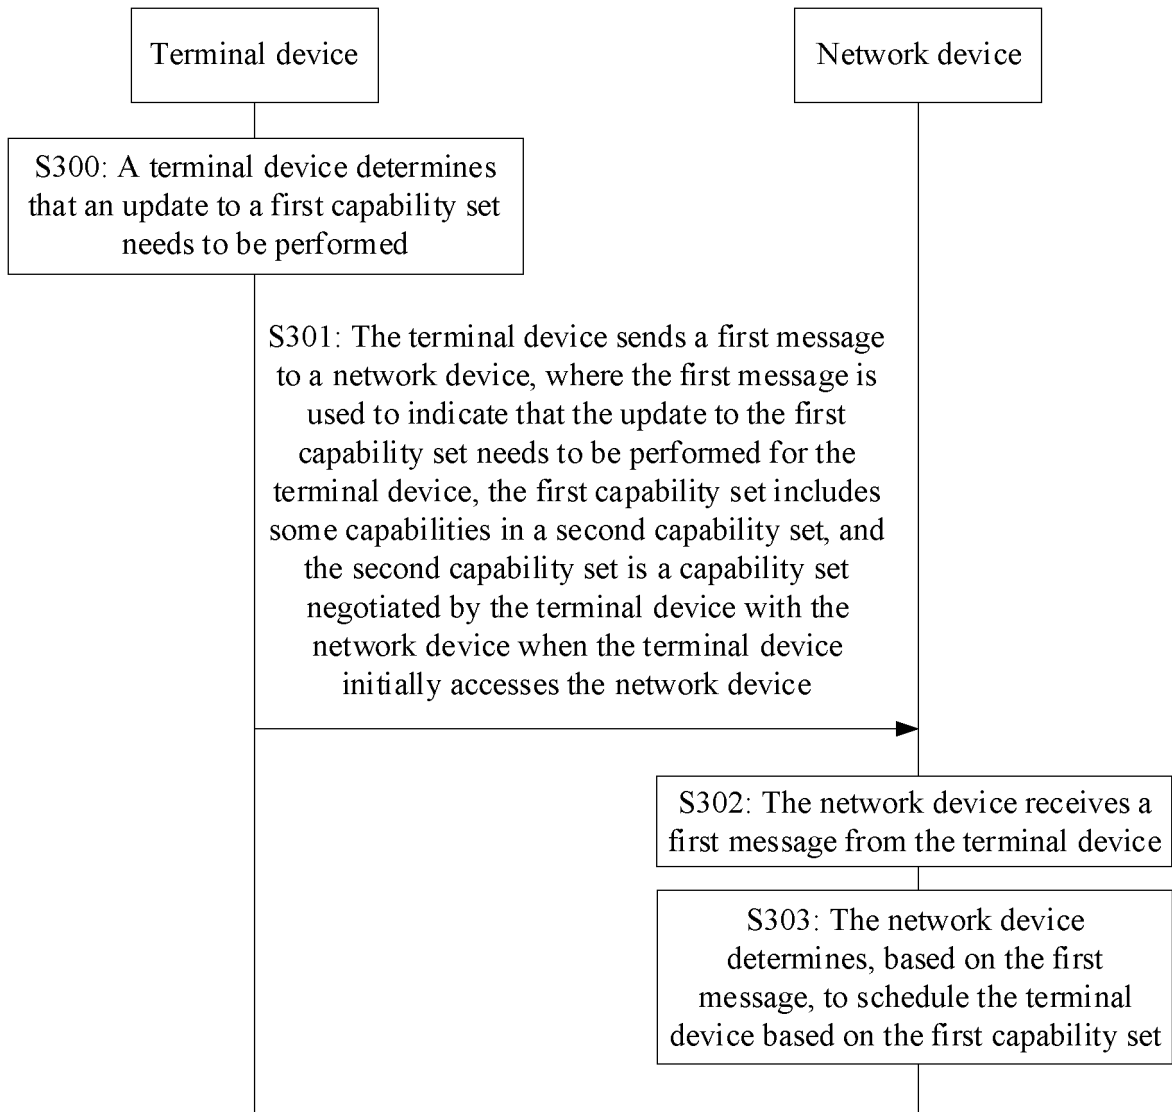 Terminal device
Network device
S300: A terminal device determines
that an update to a first capability set
needs to be performed
S301: The terminal device sends a first message
to a network device, where the first message is
used to indicate that the update to the first
capability set needs to be performed for the
terminal device, the first capability set includes
some capabilities in a second capability set, and
the second capability set is a capability set
negotiated by the terminal device with the
network device when the terminal device
initially accesses the network device
S302: The network device receives a
first message from the terminal device
S303: The network device
determines, based on the first
message, to schedule the terminal
device based on the first capability set